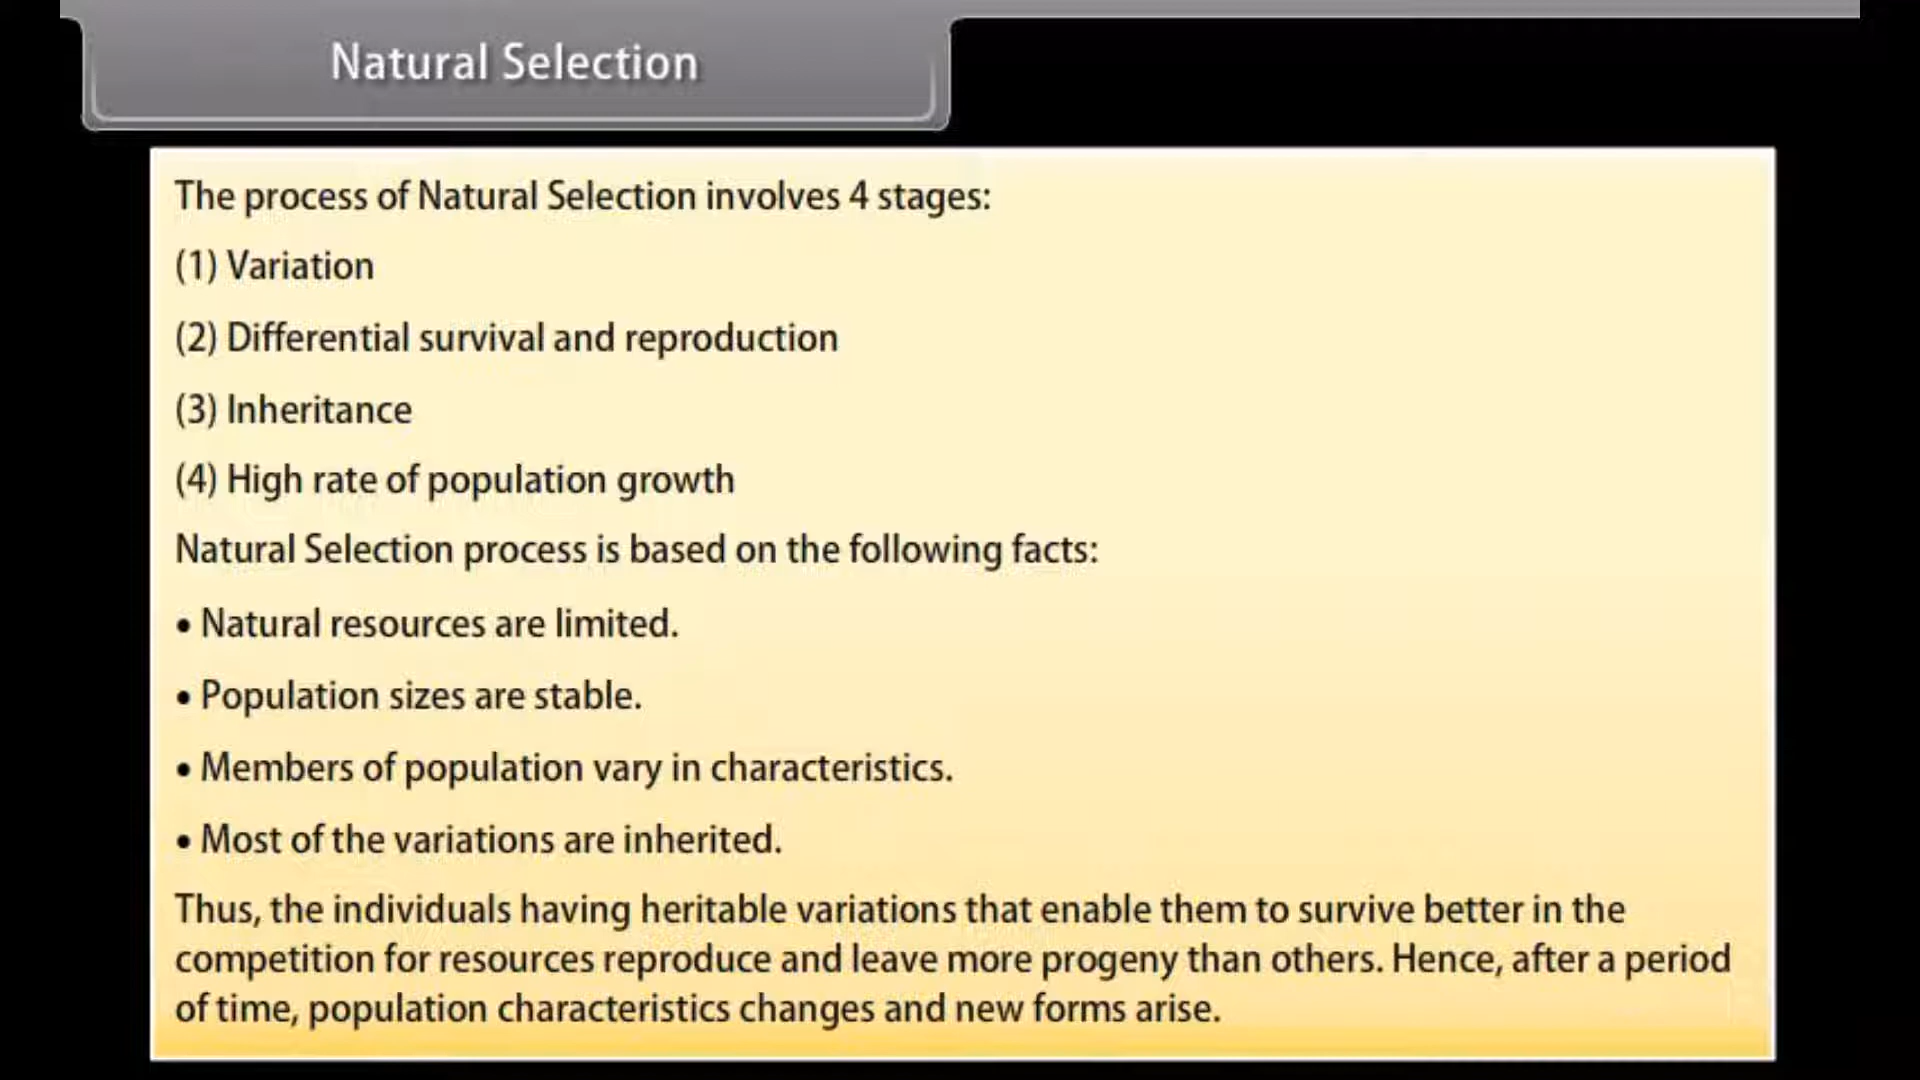 Natural Selection
The process of Natural Selection involves 4 stages:
(1) Variation
(2) Differential survival and reproduction
(3) Inheritance
(4) High rate of population growth
Natural Selection process is based on the following facts:
• Natural resources are limited.
• Population sizes are stable.
• Members of population vary in characteristics.
• Most of the variations are inherited.
Thus, the individuals having heritable variations that enable them to survive better in the
competition for resources reproduce and leave more progeny than others. Hence, after a period
of time, population characteristics changes and new forms arise.